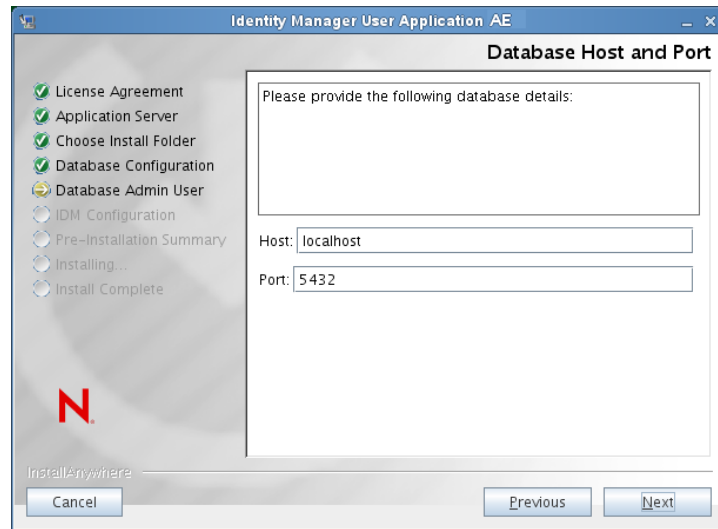 Identity Manager User Application AE
Database Host and Port
License Agreement
Application Server
Choose Install Folder
Database Configuration
Database Admin User
IDM Configuration
Pre-Installation Summary
Installing...
Install Complete
Please provide the following database details:
Host: localhost
Port: 5432
N
InstallAnywhere
Cancel
Previous
Next